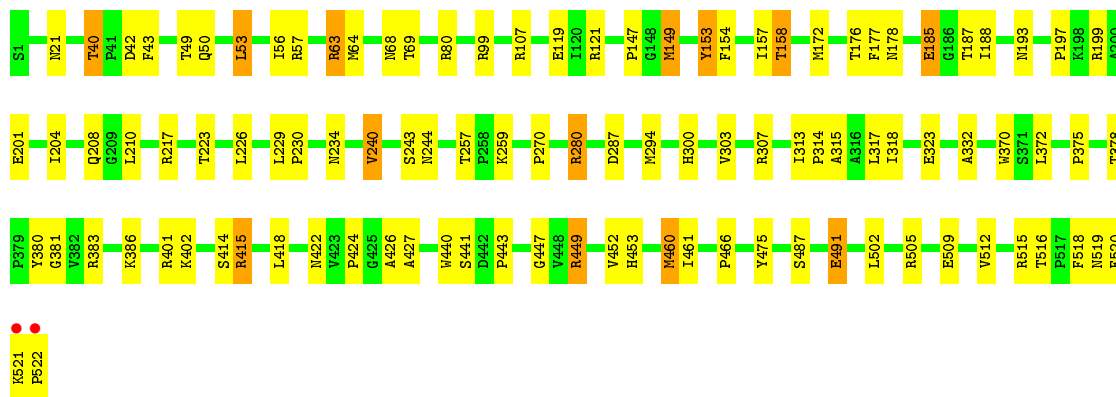 S1 N21 T40 P41 D42 F43 T49 Q50 L53 I56 R57 R63 M64 N68 T69 R80 R99 R107 E119 I120 R121 P147 G148 M149 Y153 F154 I157 T158 M172 T176 F177 N178 E185 G186 T187 I188 N193 P197 K198 R199 A200
E201 I204 Q208 G209 L210 R217 T223 L226 L229 P230 N234 V240 S243 N244 T257 P258 K259 P270 R280 D287 M294 H300 V303 R307 I313 P314 A315 A316 L317 I318 E323 A332 W370 S371 L372 P375 T378
P379 Y380 G381 V382 R383 K386 R401 K402 S414 R415 L418 N422 V423 P424 G425 A426 A427 W440 S441 D442 P443 G447 V448 R449 V452 H453 M460 I461 P466 Y475 S487 E491 L502 R505 E509 V512 R515 T516 P517 F518 N519 E520
K521 P522